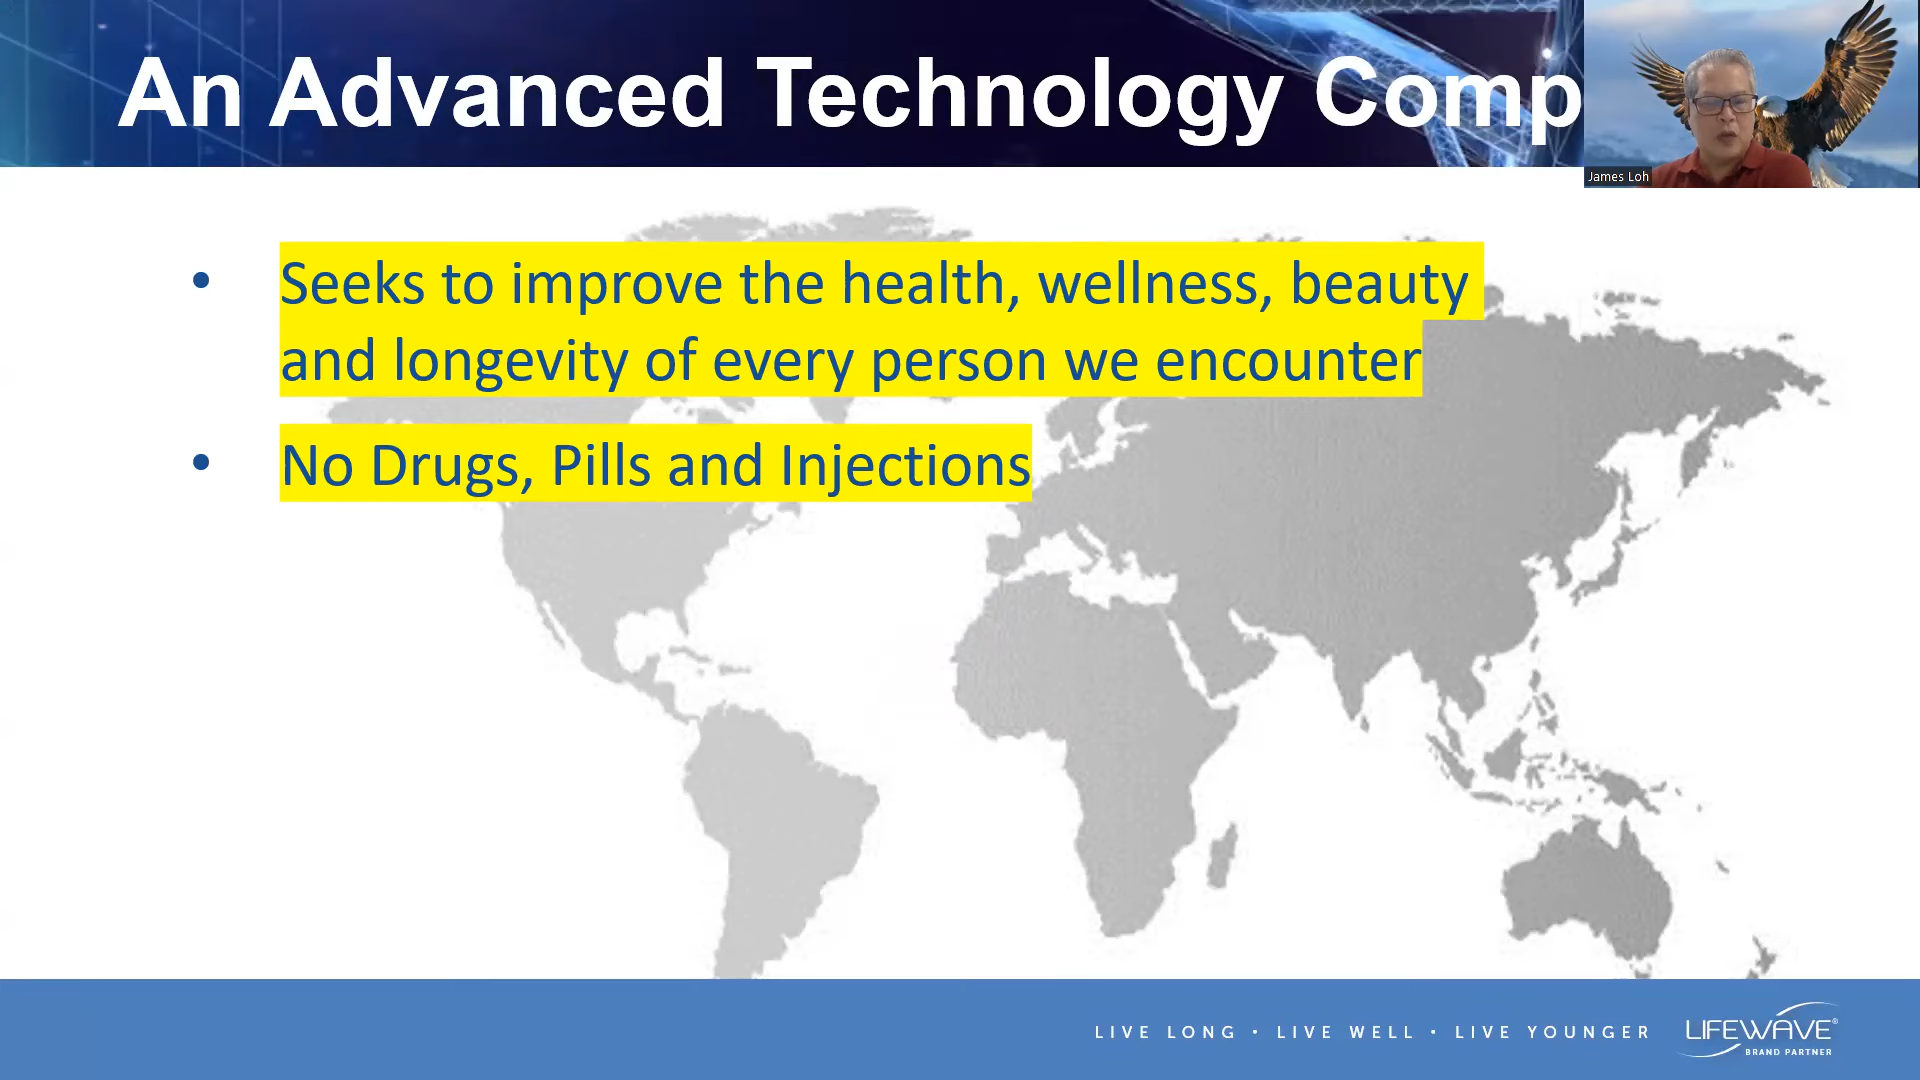 An Advanced Technology Comp
James Loh
• Seeks to improve the health, wellness, beauty
and longevity of every person we encounter
• No Drugs, Pills and Injections
LIVE LONG • LIVE WELL • LIVE YOUNGER
LIFEWAVE®
BRAND PARTNER